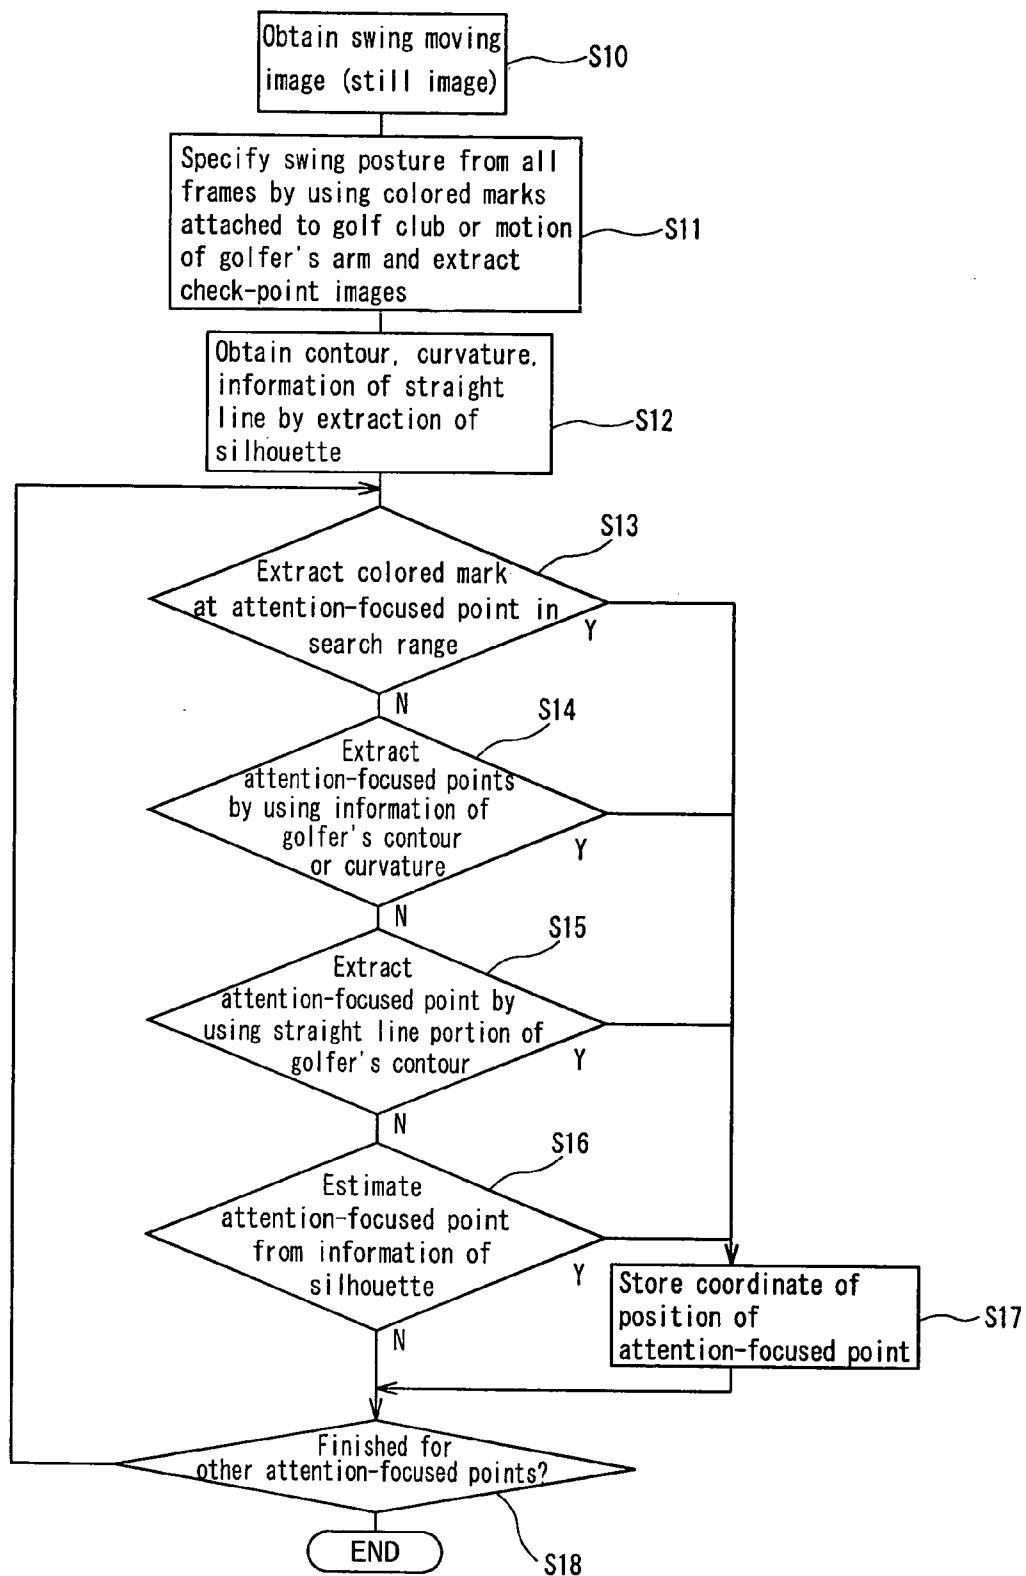 Obtain swing moving
image (still image)
S10
Specify swing posture from all
frames by using colored marks
attached to golf club or motion
of golfer's arm and extract
check-point images
S11
Obtain contour, curvature,
information of straight
line by extraction of
silhouette
S12
S13
Extract colored mark
at attention-focused point in
search range
Y
N
S14
Extract
attention-focused points
by using information of
golfer's contour
or curvature
Y
N
S15
Extract
attention-focused point by
using straight line portion of
golfer's contour
Y
N
S16
Estimate
attention-focused point
from information of
silhouette
Y
N
Store coordinate of
position of
attention-focused point
S17
Finished for
other attention-focused points?
S18
END